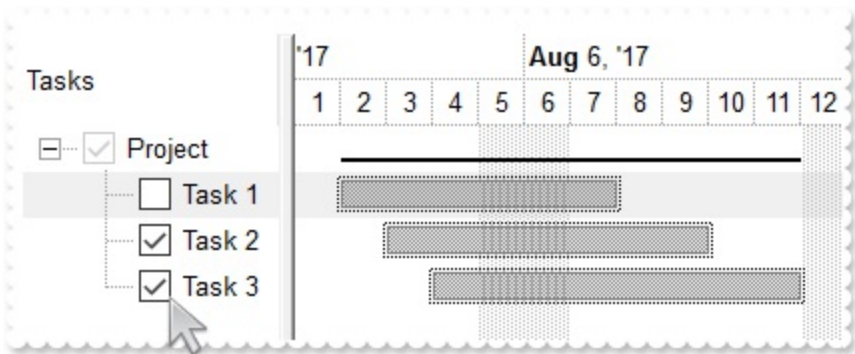 '17 Aug 6, '17
Tasks
1 2 3 4 5 6 7 8 9 10 11 12
Project
Task 1
Task 2
Task 3